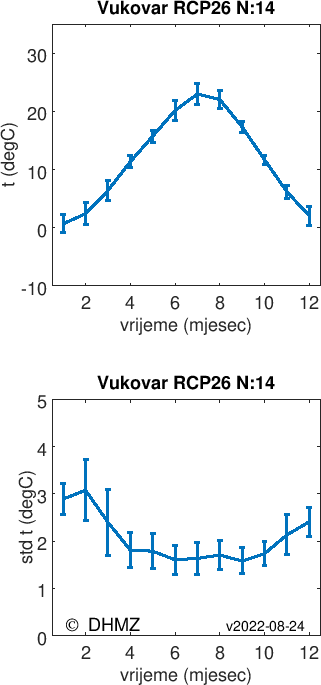 Vukovar RCP26 N:14
30
20
10
0
-10
t (degC)
2 4 6 8 10 12
vrijeme (mjesec)
Vukovar RCP26 N:14
5
4
3
2
1
0
std t (degC)
© DHMZ v2022-08-24
2 4 6 8 10 12
vrijeme (mjesec)